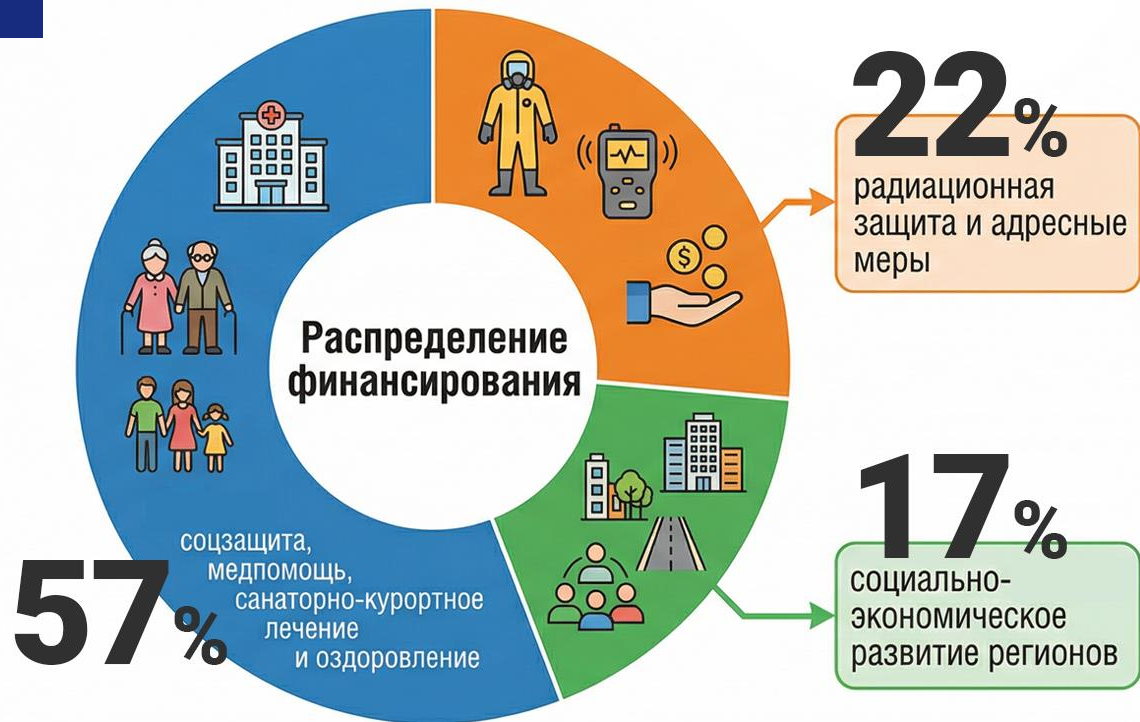 Распределение
финансирования
22%
радиационная
защита и адресные
меры
17%
социально-
экономическое
развитие регионов
57%
соцзащита,
медпомощь,
санаторно-курортное
лечение
и оздоровление
$